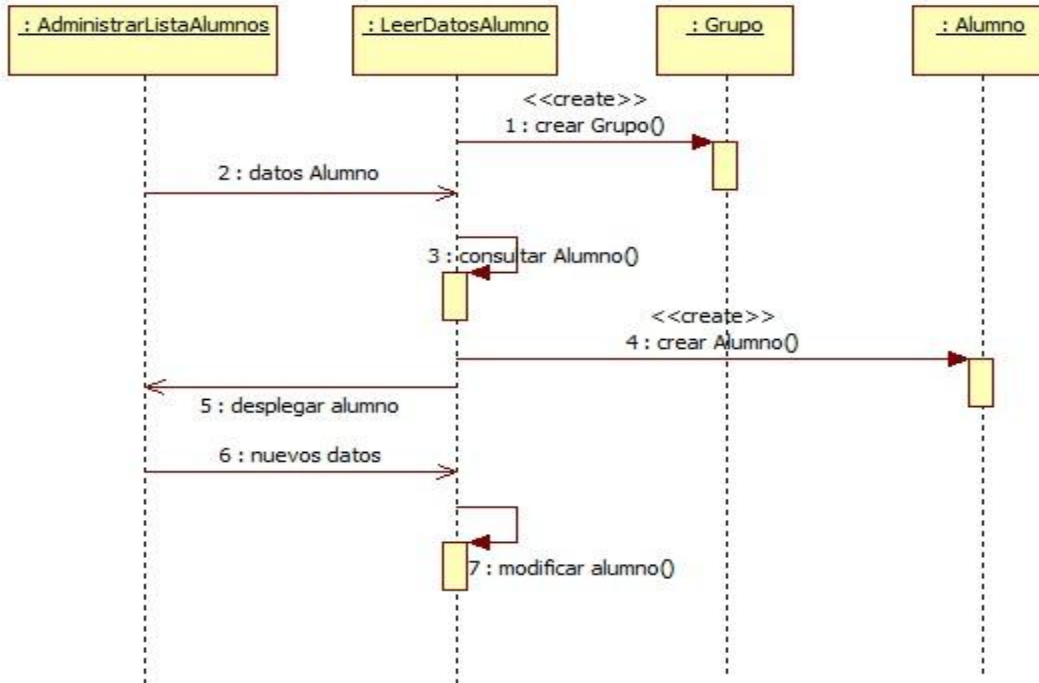 : AdministrarListaAlumnos
: LeerDatosAlumno
: Grupo
: Alumno
<<create>>
1 : crear Grupo()
2 : datos Alumno
3 : consultar Alumno()
<<create>>
4 : crear Alumno()
5 : desplegar alumno
6 : nuevos datos
7 : modificar alumno()